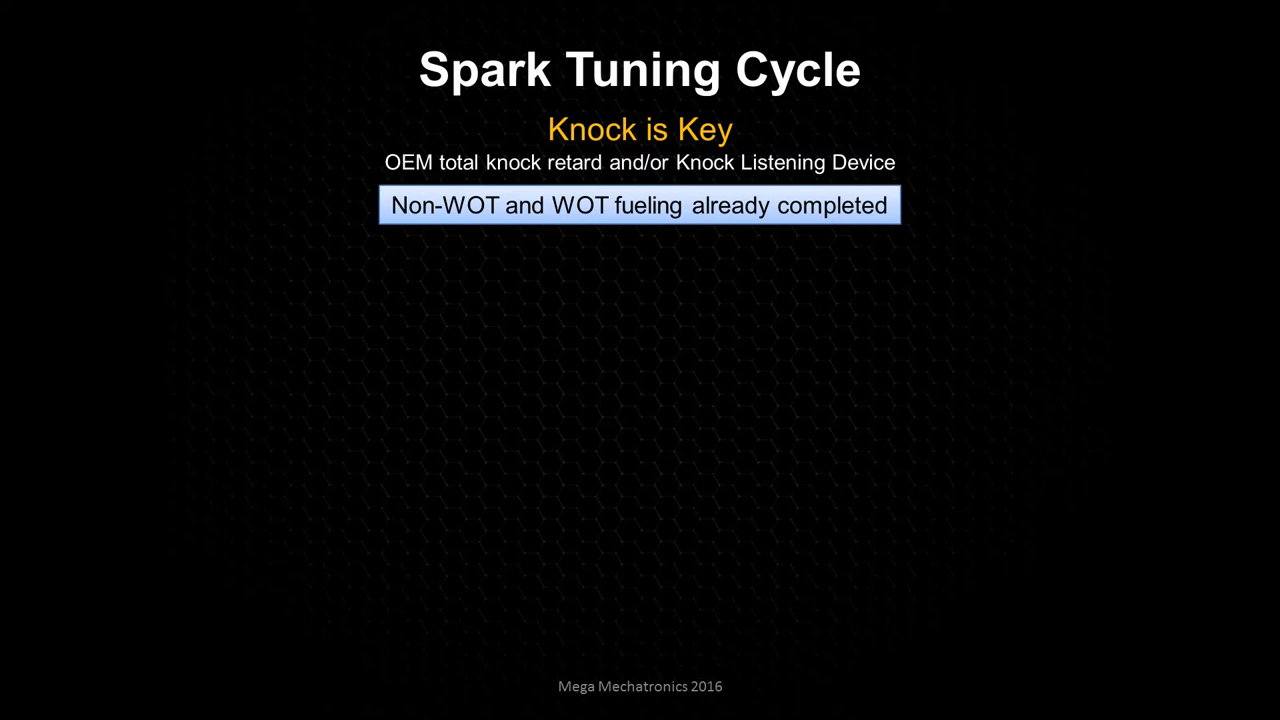 Spark Tuning Cycle
Knock is Key
OEM total knock retard and/or Knock Listening Device
Non-WOT and WOT fueling already completed
Mega Mechatronics 2016